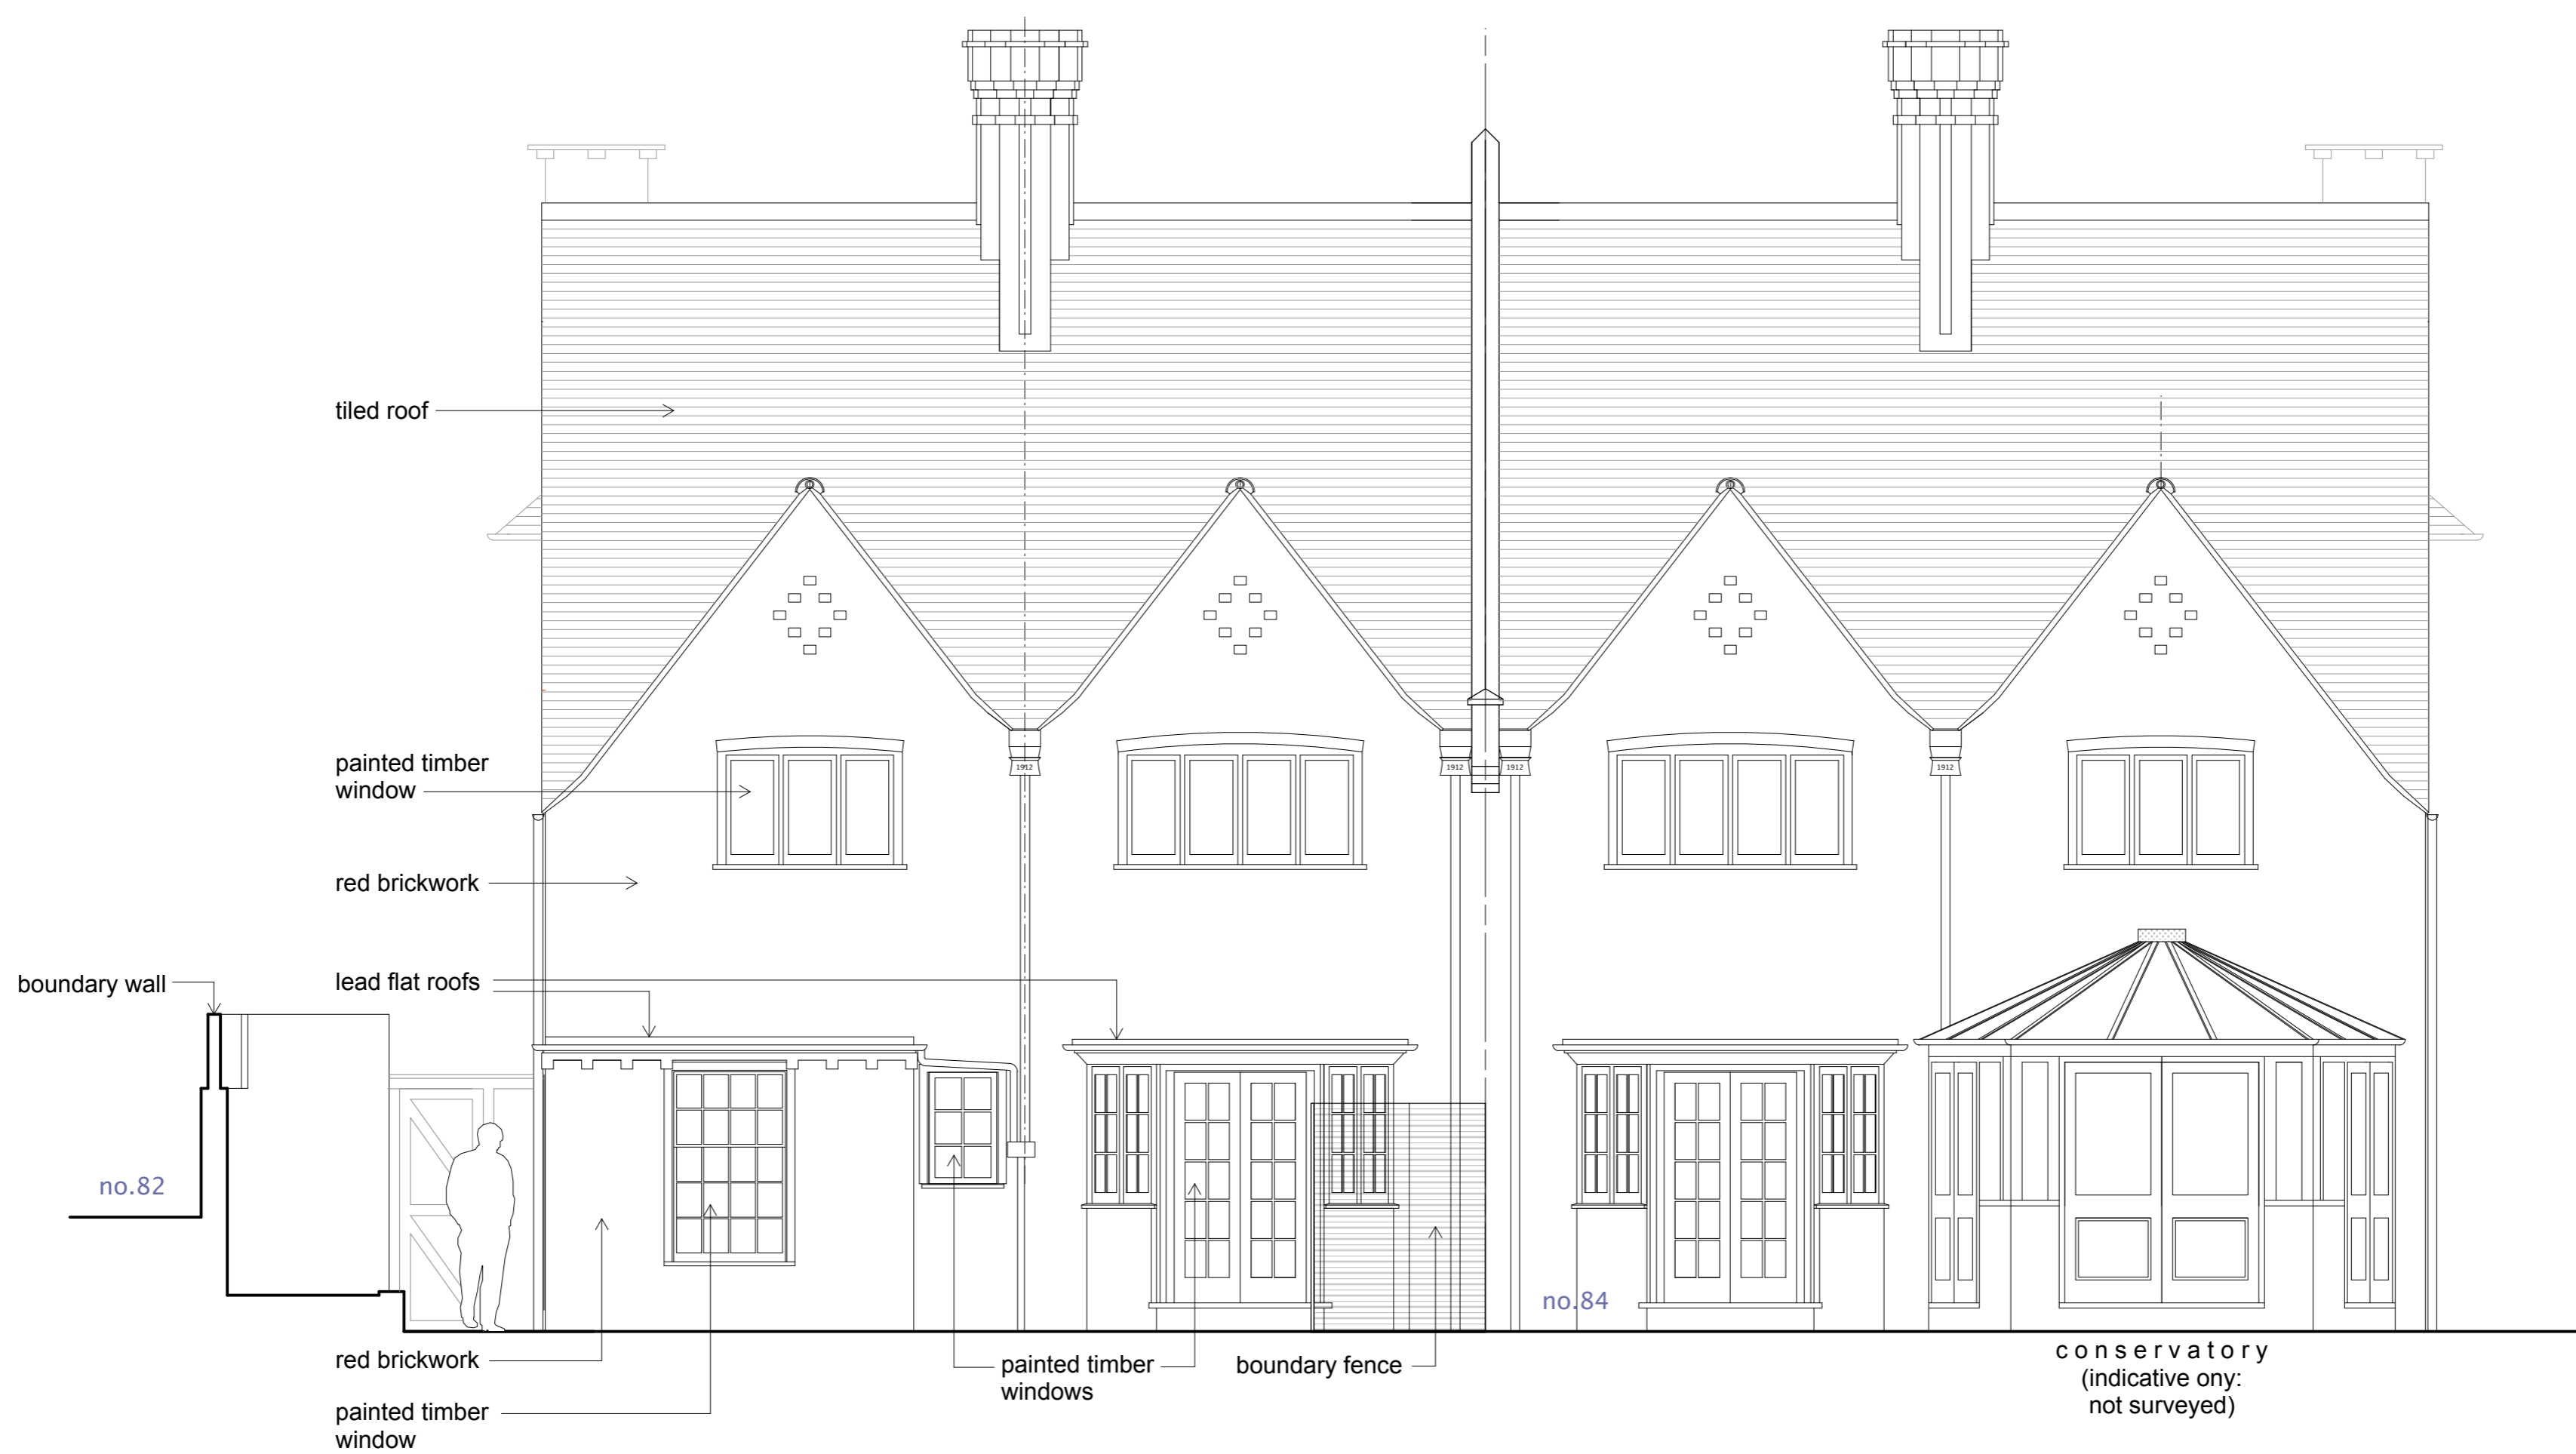 tiled roof
painted timber
window
1912
1912
1912
1912
red brickwork
lead flat roofs
boundary wall
no.82
no.84
red brickwork
painted timber
windows
boundary fence
conservatory
(indicative ony:
not surveyed)
painted timber
window